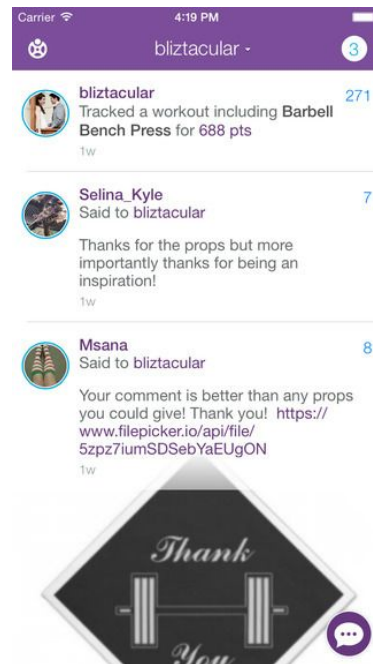 Carrier 4:19 PM
bliztacular
3
bliztacular 271
Tracked a workout including Barbell
Bench Press for 688 pts
1w
Selina_Kyle 7
Said to bliztacular
Thanks for the props but more
importantly thanks for being an
inspiration!
1w
Msana 8
Said to bliztacular
Your comment is better than any props
you could give! Thank you! https://
www.filepicker.io/api/file/
5zpz7iumSDSebYaEUgON
1w
Thank
You